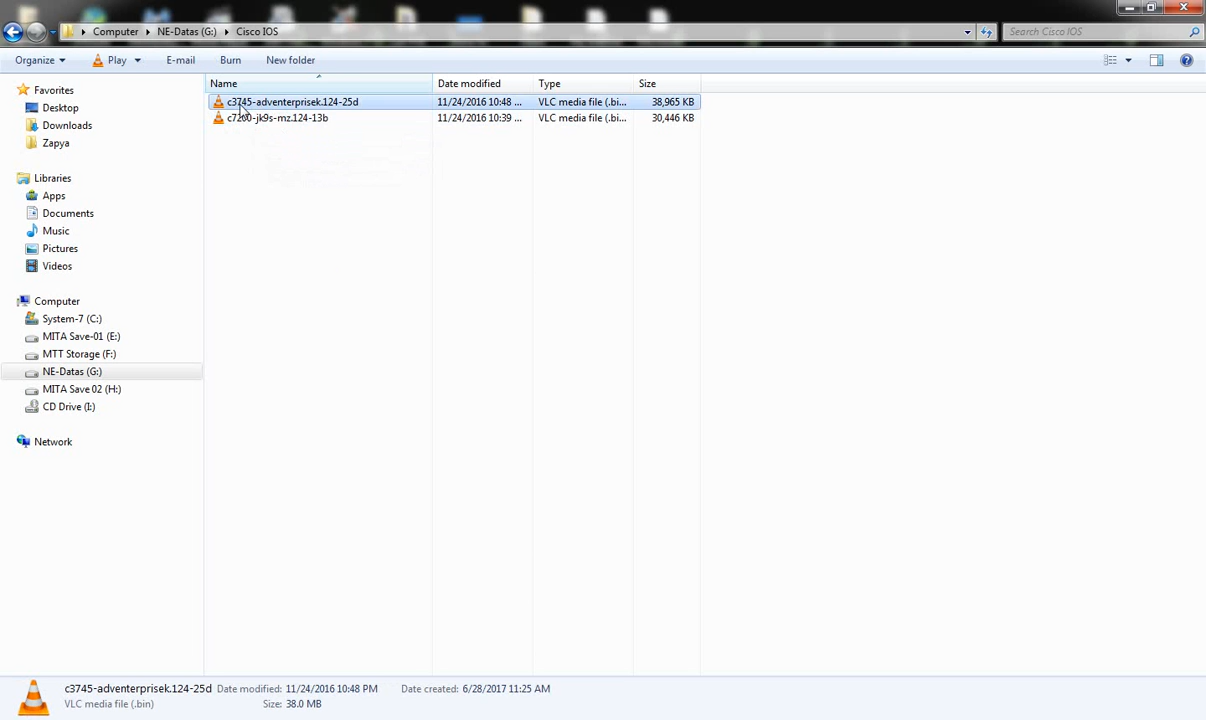 Computer NE-Datas (G:) Cisco IOS Search Cisco IOS
Organize Play E-mail Burn New folder
Name Date modified Type Size
c3745-adventerprisek.124-25d 11/24/2016 10:48 ... VLC media file (.bi... 38,965 KB
c7200-jk9s-mz.124-13b 11/24/2016 10:39 ... VLC media file (.bi... 30,446 KB
Favorites
Desktop
Downloads
Zapya
Libraries
Apps
Documents
Music
Pictures
Videos
Computer
System-7 (C:)
MITA Save-01 (E:)
MTT Storage (F:)
NE-Datas (G:)
MITA Save 02 (H:)
CD Drive (I:)
Network
c3745-adventerprisek.124-25d Date modified: 11/24/2016 10:48 PM Date created: 6/28/2017 11:25 AM
VLC media file (.bin) Size: 38.0 MB